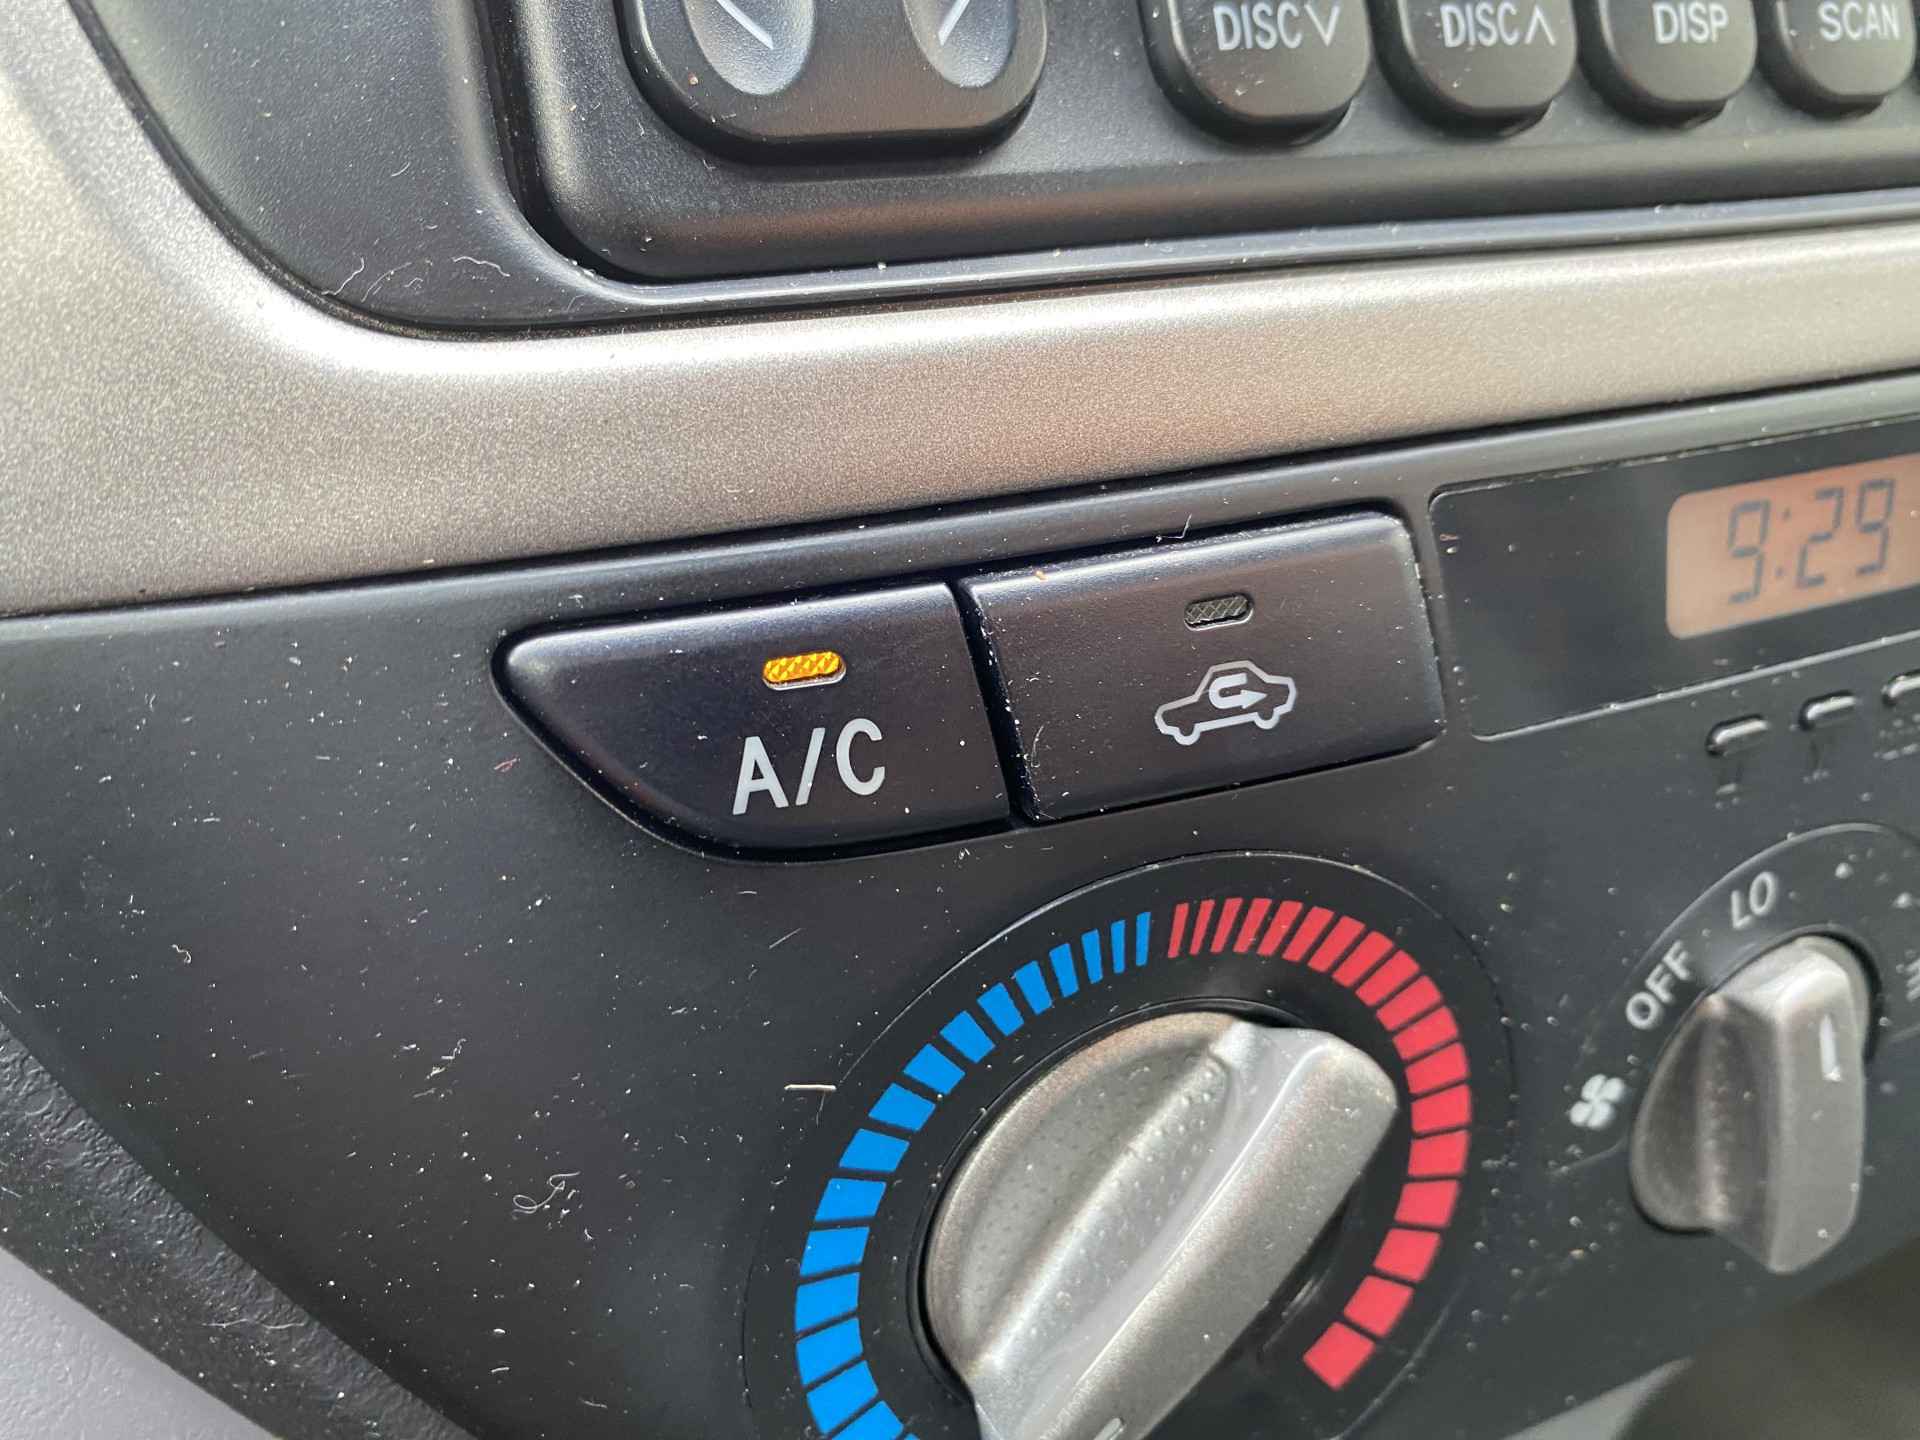 DISC∨ DISC∧ DISP SCAN
9:29
A/C
OFF LO